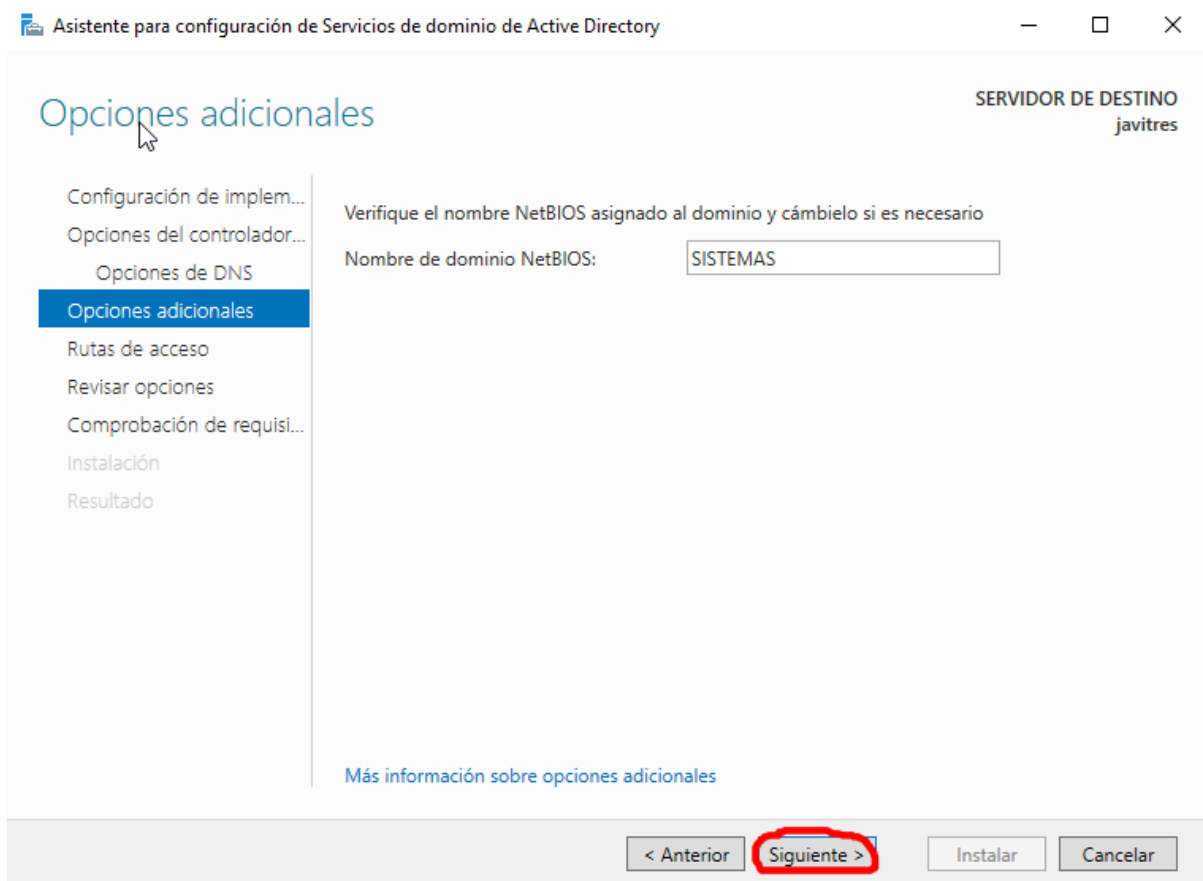 Asistente para configuración de Servicios de dominio de Active Directory
Opciones adicionales
SERVIDOR DE DESTINO
javitres
Configuración de implem...
Opciones del controlador...
Opciones de DNS
Opciones adicionales
Rutas de acceso
Revisar opciones
Comprobación de requisi...
Instalación
Resultado
Verifique el nombre NetBIOS asignado al dominio y cámbielo si es necesario
Nombre de dominio NetBIOS: SISTEMAS
Más información sobre opciones adicionales
< Anterior Siguiente > Instalar Cancelar